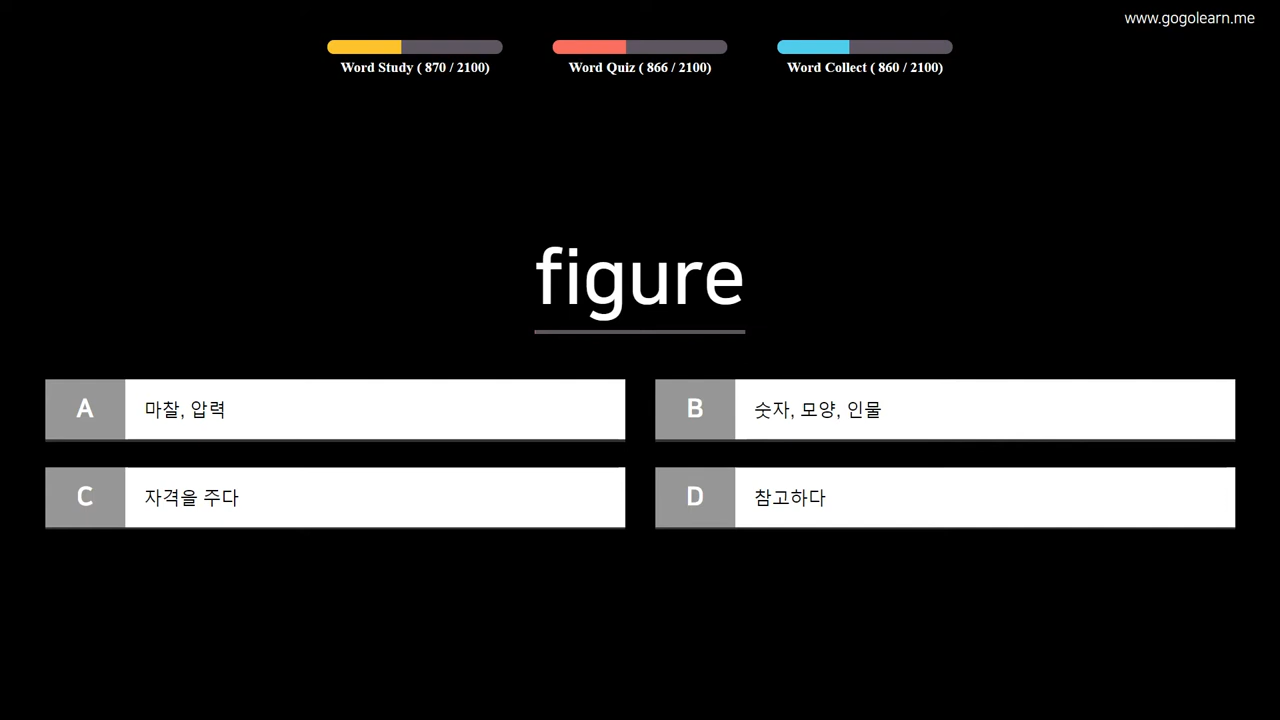 www.gogolearn.me
Word Study ( 870 / 2100)
Word Quiz ( 866 / 2100)
Word Collect ( 860 / 2100)
figure
A 마찰, 압력
B 숫자, 모양, 인물
C 자격을 주다
D 참고하다